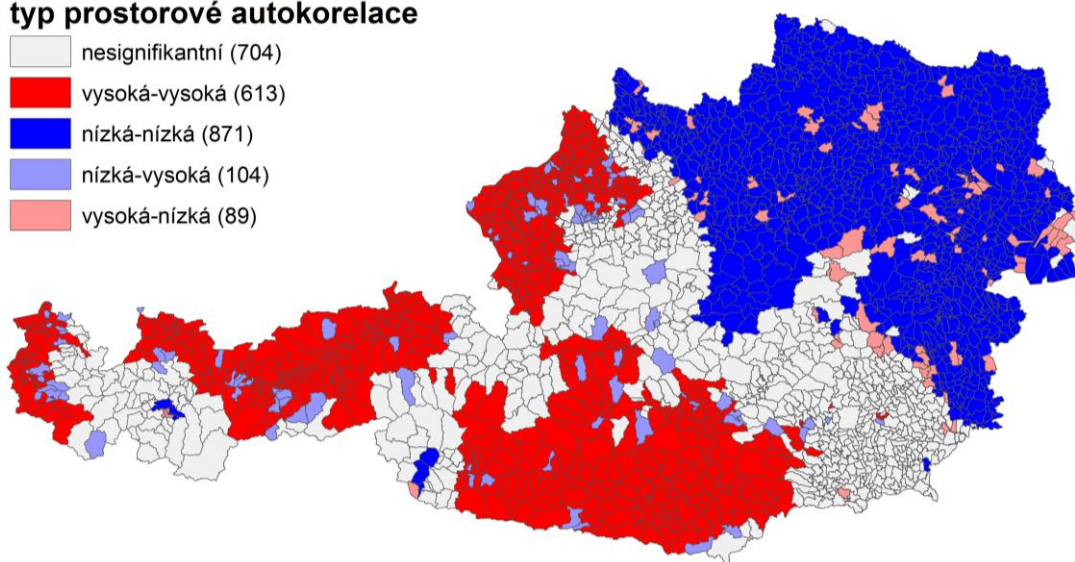 typ prostorové autokorelace
nesignifikantní (704)
vysoká-vysoká (613)
nízká-nízká (871)
nízká-vysoká (104)
vysoká-nízká (89)